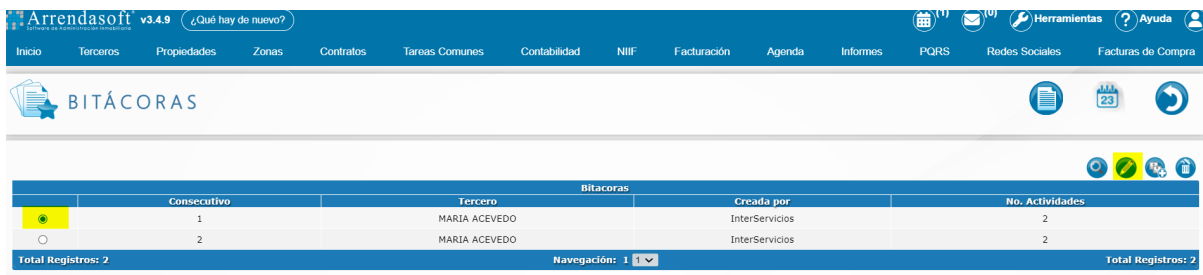 Arrendasoft v3.4.9 ¿Qué hay de nuevo? (1) (0) Herramientas ? Ayuda
Software de Administración Inmobiliaria
Inicio Terceros Propiedades Zonas Contratos Tareas Comunes Contabilidad NIIF Facturación Agenda Informes PQRS Redes Sociales Facturas de Compra
BITÁCORAS 23
Bitacoras
Consecutivo Tercero Creada por No. Actividades
1 MARIA ACEVEDO InterServicios 2
2 MARIA ACEVEDO InterServicios 2
Total Registros: 2 Navegación: 1 1 Total Registros: 2